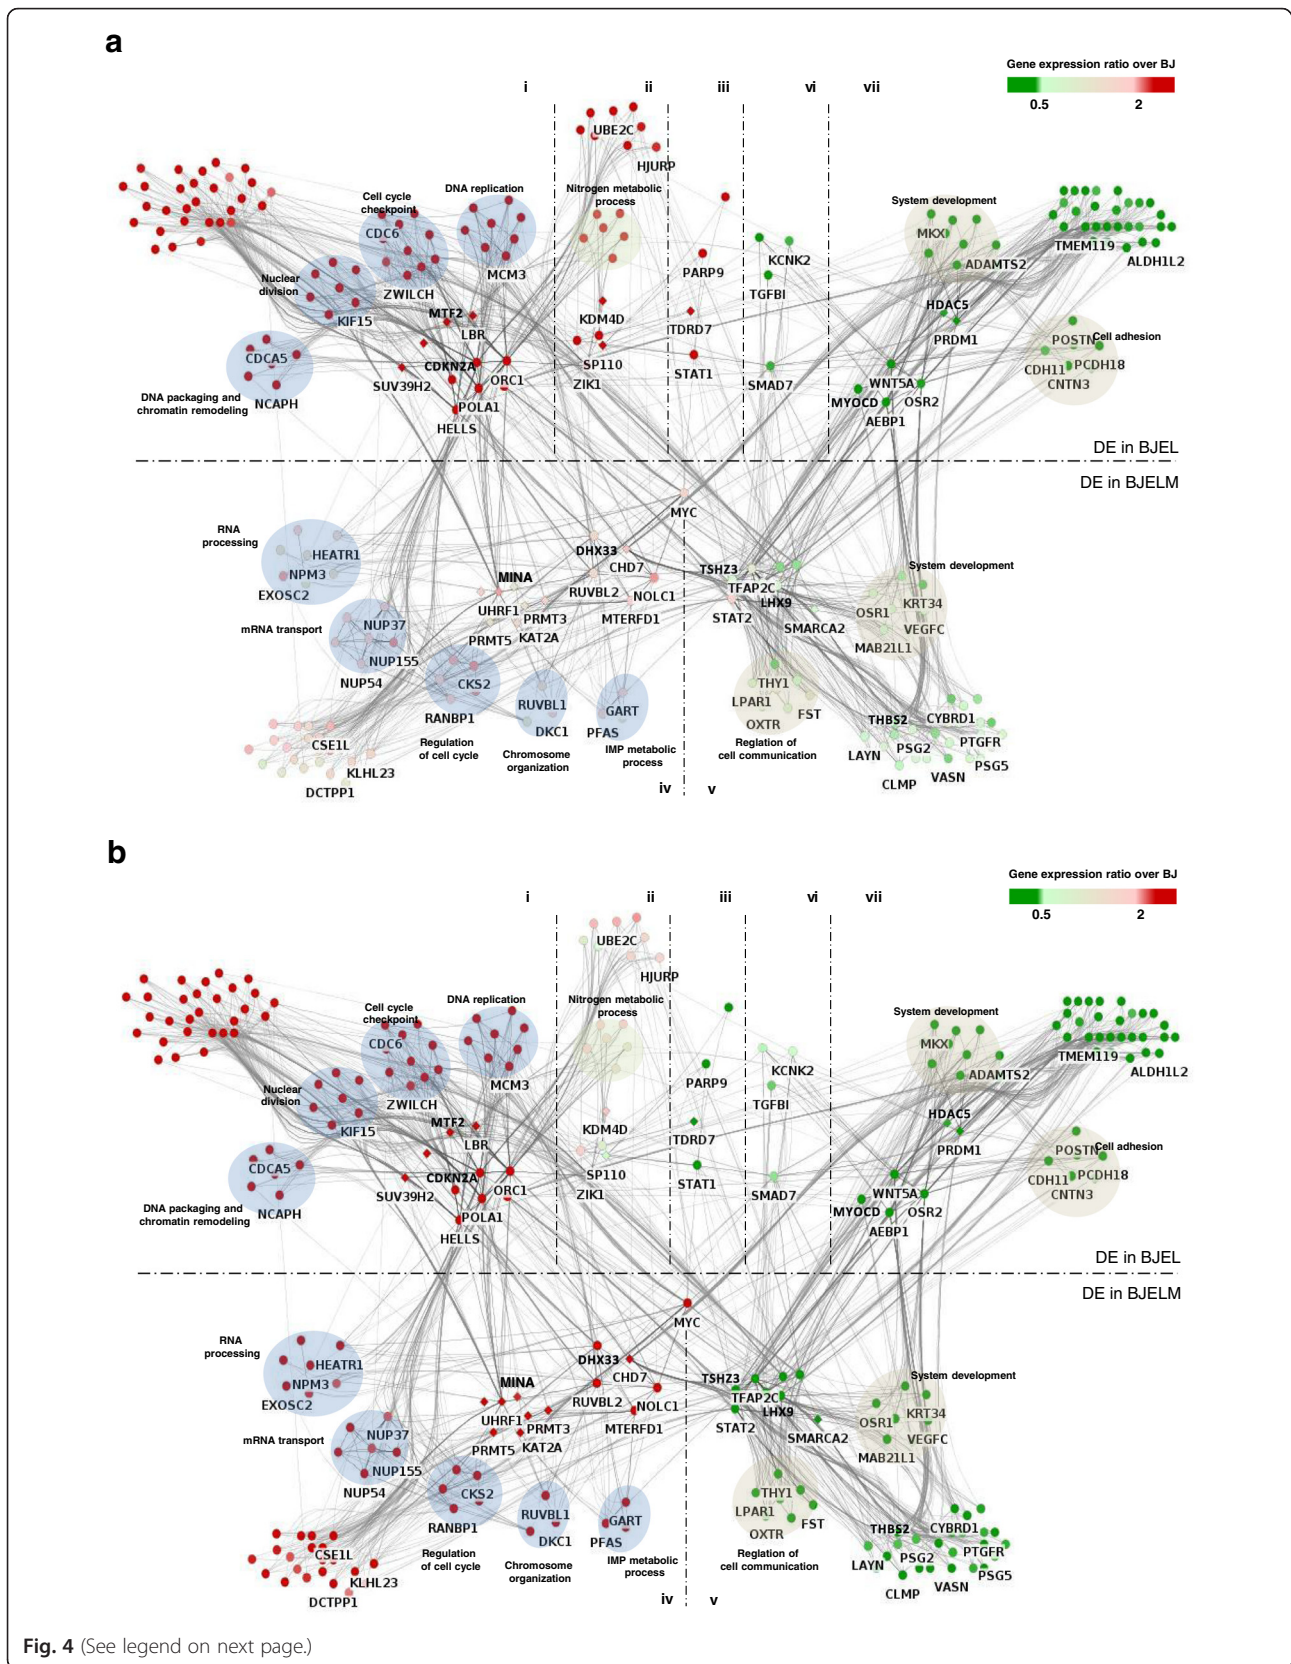 a
Gene expression ratio over BJ
0.5
2
i
ii
iii
vi
vii
UBE2C
HJURP
DNA replication
Cell cycle
checkpoint
CDC6
Nitrogen metabolic
process
System development
MKX
TMEM119
ALDH1L2
ADAMTS2
KCNK2
PARP9
TGFBI
MCM3
ZWILCH
Nuclear
division
KIF15
MTF2
LBR
KDM4D
TDRD7
HDAC5
PRDM1
Cell adhesion
POSTN
PCDH18
CDH11
CNTN3
CDCA5
CDKN2A
SUV39H2
ORC1
SP110
ZIK1
STAT1
SMAD7
WNT5A
MYOCD
OSR2
AEBP1
DNA packaging and
chromatin remodeling
NCAPH
POLA1
HELLS
DE in BJEL
DE in BJELM
MYC
RNA
processing
HEATR1
NPM3
EXOSC2
DHX33
CHD7
MINA
RUVBL2
NOLC1
TSHZ3
TFAP2C
LHX9
STAT2
SMARCA2
System development
OSR1
KRT34
VEGFC
MAB21L1
mRNA transport
NUP37
NUP155
NUP54
UHRF1
PRMT3
PRMT5
KAT2A
MTERFD1
CKS2
RANBP1
RUVBL1
DKC1
GART
PFAS
THY1
LPAR1
FST
OXTR
THBS2
CYBRD1
LAYN
PSG2
PTGFR
PSG5
VASN
CLMP
CSE1L
KLHL23
DCTPP1
Regulation
of cell cycle
Chromosome
organization
IMP metabolic
process
Reglation of
cell communication
iv
v
b
Gene expression ratio over BJ
0.5
2
i
ii
iii
vi
vii
UBE2C
HJURP
DNA replication
Cell cycle
checkpoint
CDC6
Nitrogen metabolic
process
System development
MKX
TMEM119
ALDH1L2
ADAMTS2
KCNK2
PARP9
TGFBI
MCM3
ZWILCH
Nuclear
division
KIF15
MTF2
LBR
KDM4D
TDRD7
HDAC5
PRDM1
Cell adhesion
POSTN
PCDH18
CDH11
CNTN3
CDCA5
CDKN2A
SUV39H2
ORC1
SP110
ZIK1
STAT1
SMAD7
WNT5A
MYOCD
OSR2
AEBP1
DNA packaging and
chromatin remodeling
NCAPH
POLA1
HELLS
DE in BJEL
DE in BJELM
MYC
RNA
processing
HEATR1
NPM3
EXOSC2
DHX33
CHD7
MINA
RUVBL2
NOLC1
TSHZ3
TFAP2C
LHX9
STAT2
SMARCA2
System development
OSR1
KRT34
VEGFC
MAB21L1
mRNA transport
NUP37
NUP155
NUP54
UHRF1
PRMT3
PRMT5
KAT2A
MTERFD1
CKS2
RANBP1
RUVBL1
DKC1
GART
PFAS
THY1
LPAR1
FST
OXTR
THBS2
CYBRD1
LAYN
PSG2
PTGFR
PSG5
VASN
CLMP
CSE1L
KLHL23
DCTPP1
Regulation
of cell cycle
Chromosome
organization
IMP metabolic
process
Reglation of
cell communication
iv
v
Fig. 4 (See legend on next page.)